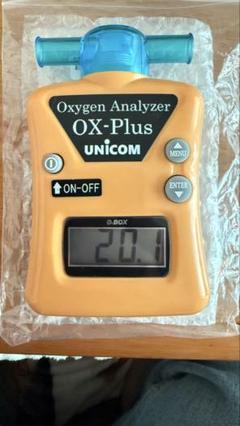 Oxygen Analyzer
OX-Plus
UNICOM
MENU
ENTER
ON-OFF
O-BOX
20.1